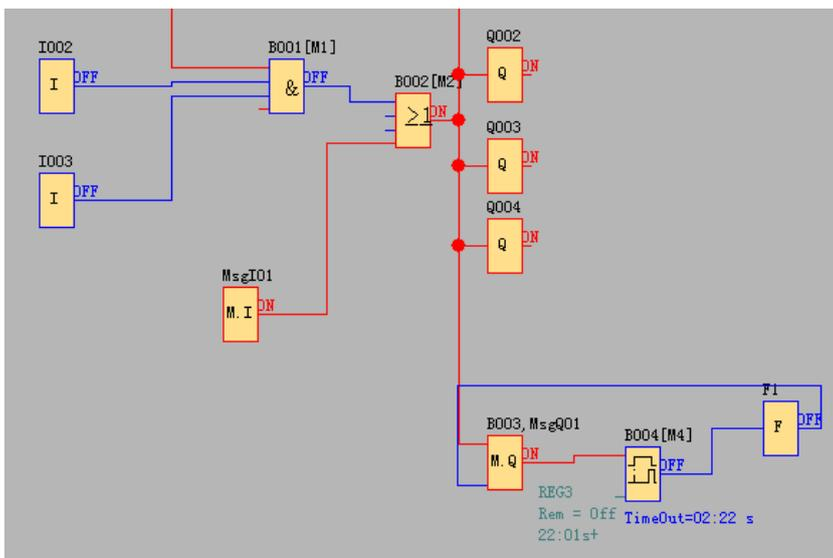 I002
I
OFF
B001[M1]
&
OFF
B002[M2]
≥1
ON
Q002
Q
ON
Q003
Q
ON
I003
I
OFF
Q004
Q
ON
MsgI01
M.I
ON
F1
F
OFF
B003,MsgQ01
M.Q
ON
B004[M4]
OFF
REG3
Rem = Off
22:01s+
TimeOut=02:22 s